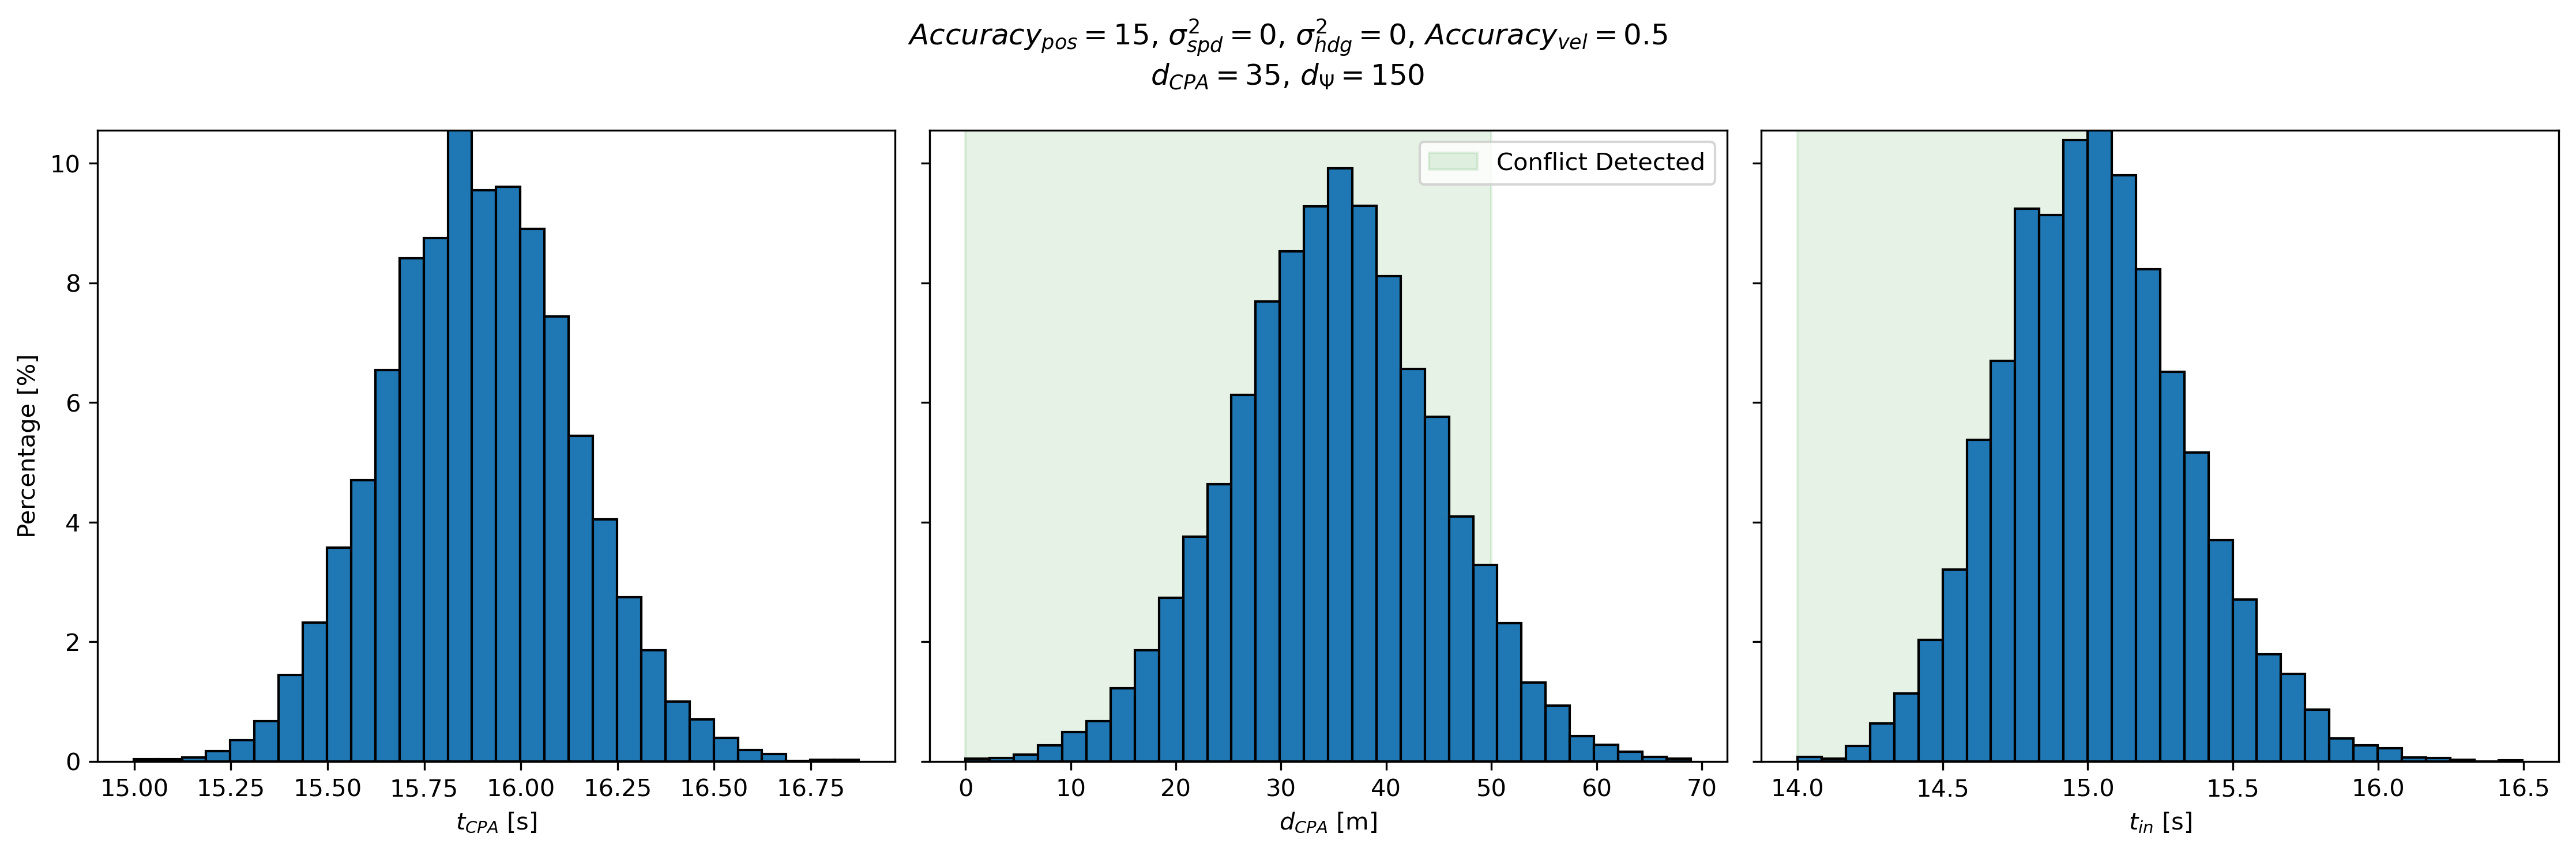 Accuracy_pos = 15, σ²_spd = 0, σ²_hdg = 0, Accuracy_vel = 0.5
d_CPA = 35, d_Ψ = 150
Percentage [%]
10
8
6
4
2
0
15.00 15.25 15.50 15.75 16.00 16.25 16.50 16.75
t_CPA [s]
Conflict Detected
0 10 20 30 40 50 60 70
d_CPA [m]
14.0 14.5 15.0 15.5 16.0 16.5
t_in [s]